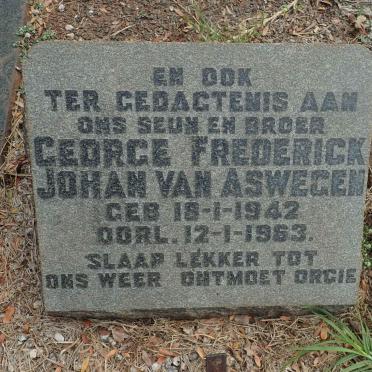 EN OOK
TER GEDAGTENIS AAN
ONS SEUN EN BROER
GEORGE FREDERICK
JOHAN VAN ASWEGEN
GEB 18-1-1942
OORL. 12-1-1963.
SLAAP LEKKER TOT
ONS WEER ONTMOET ORGIE